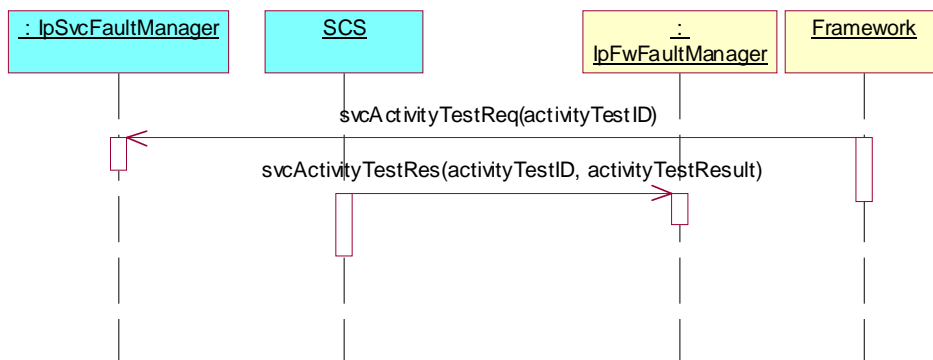 : IpSvcFaultManager
SCS
:
IpFwFaultManager
Framework
svcActivityTestReq(activityTestID)
svcActivityTestRes(activityTestID, activityTestResult)